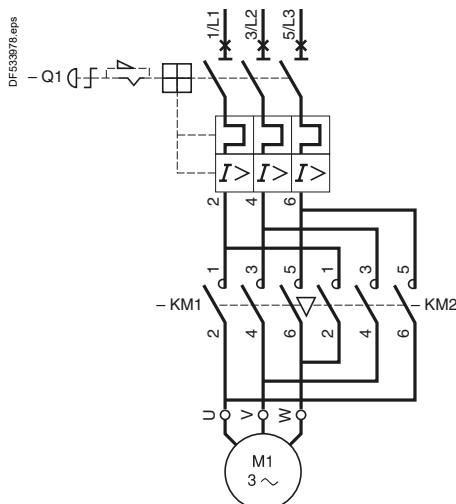 DF533978.eps
1/L1 3/L2 5/L3
– Q1
I> I> I>
2 4 6
1 3 5 1 3 5
– KM1 – KM2
2 4 6 2 4 6
U V W
M1
3 ~